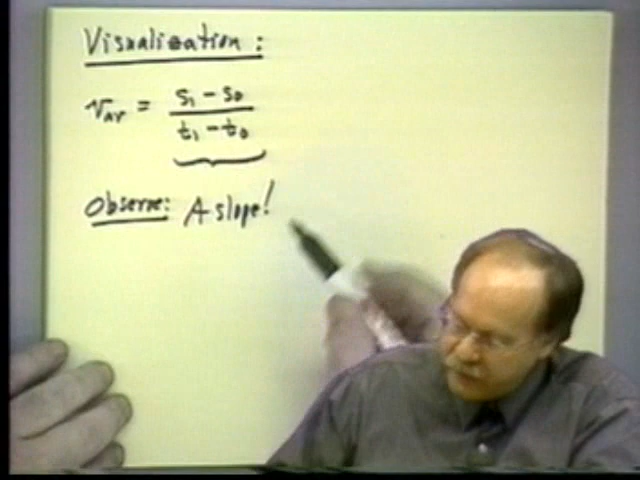 Visualization:
v_av = (s₁ - s₀)/(t₁ - t₀)
Observe: A slope!